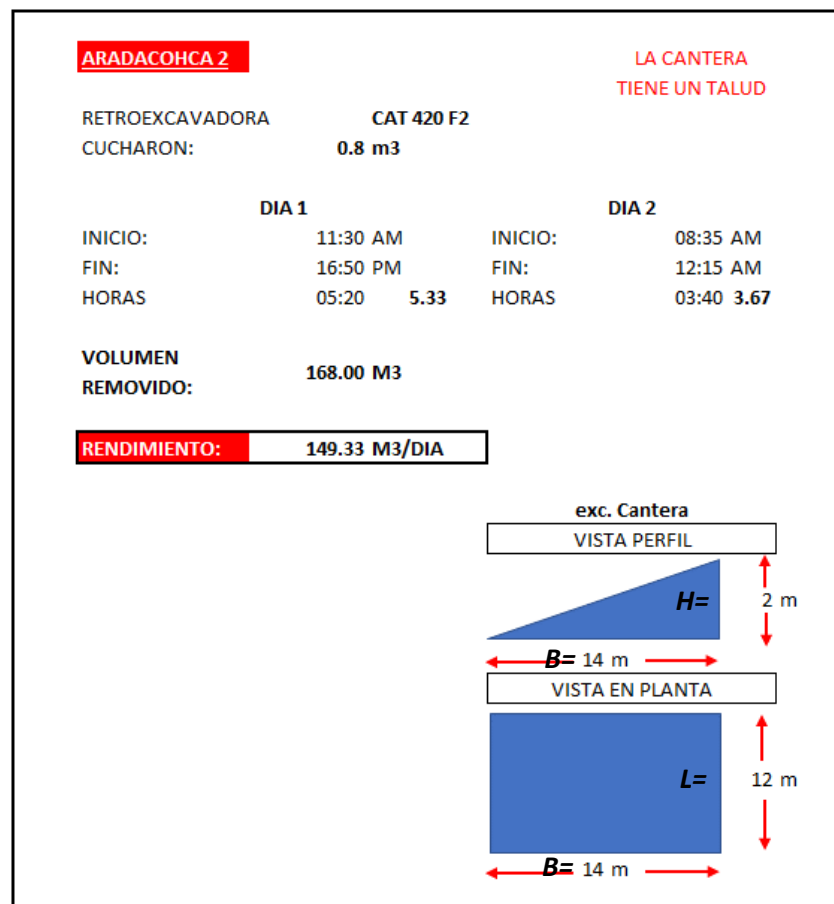 ARADACOHCA 2
LA CANTERA
TIENE UN TALUD
RETROEXCAVADORA CAT 420 F2
CUCHARON: 0.8 m3
DIA 1 DIA 2
INICIO: 11:30 AM INICIO: 08:35 AM
FIN: 16:50 PM FIN: 12:15 AM
HORAS 05:20 5.33 HORAS 03:40 3.67
VOLUMEN
REMOVIDO: 168.00 M3
RENDIMIENTO: 149.33 M3/DIA
exc. Cantera
VISTA PERFIL
H= 2 m
B= 14 m
VISTA EN PLANTA
L= 12 m
B= 14 m